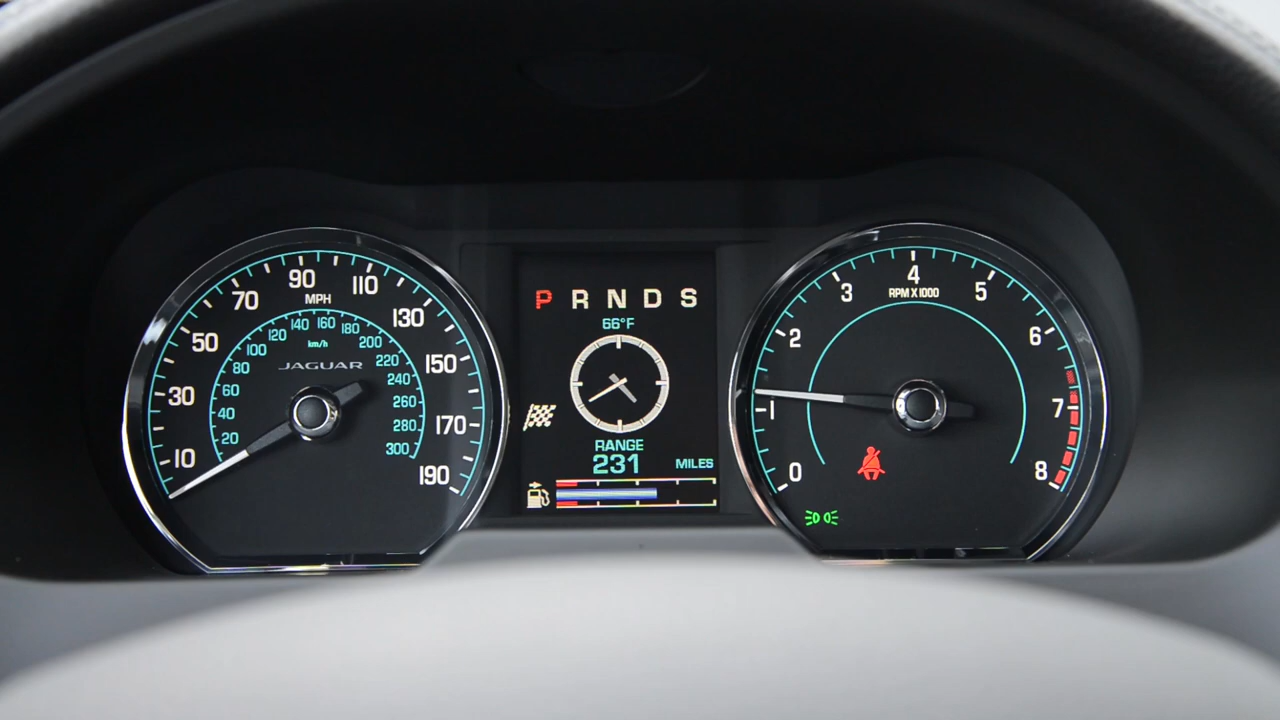 10 30 50 70 90 110 130 150 170 190
MPH
20 40 60 80 100 120 140 160 180 200 220 240 260 280 300
km/h
JAGUAR
P R N D S
66°F
RANGE
231 MILES
0 1 2 3 4 5 6 7 8
RPM X1000